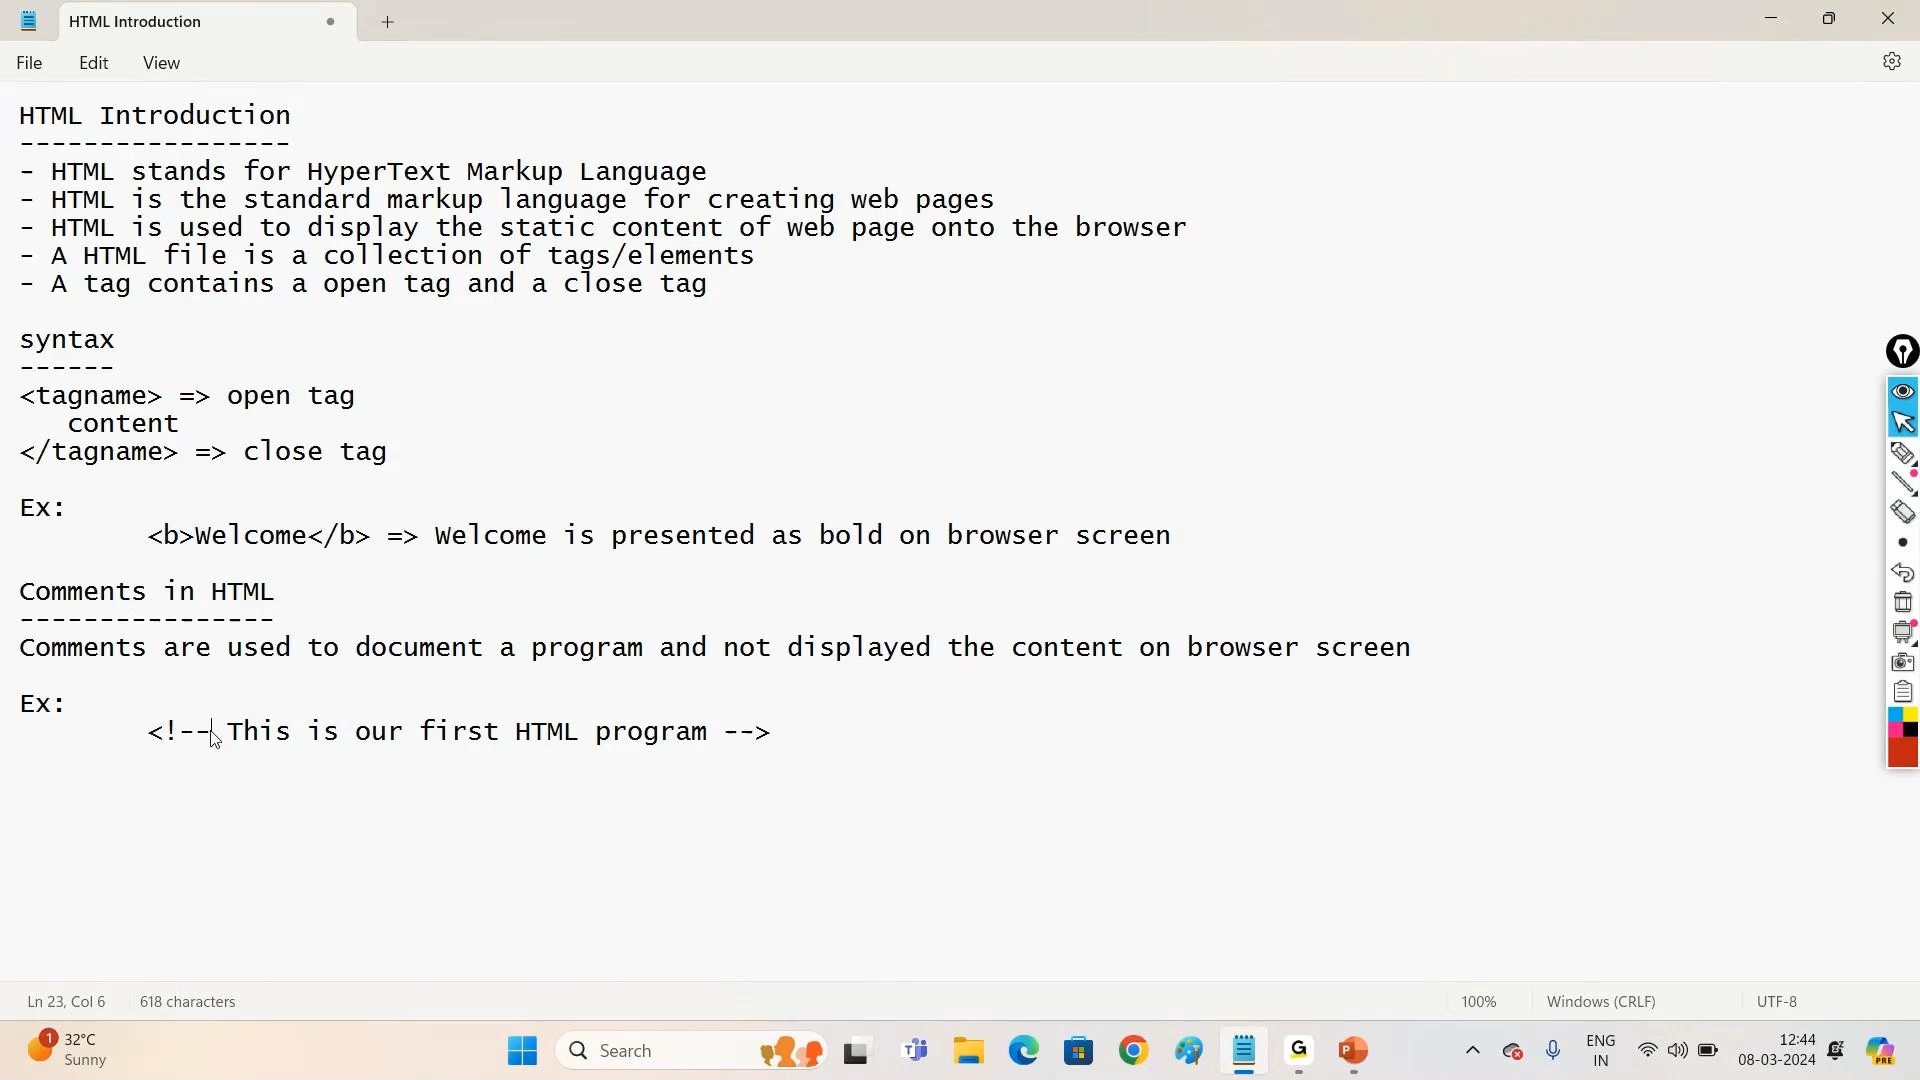 HTML Introduction
File Edit View
HTML Introduction
-----------------
- HTML stands for HyperText Markup Language
- HTML is the standard markup language for creating web pages
- HTML is used to display the static content of web page onto the browser
- A HTML file is a collection of tags/elements
- A tag contains a open tag and a close tag
syntax
------
<tagname> => open tag
content
</tagname> => close tag
Ex:
<b>Welcome</b> => Welcome is presented as bold on browser screen
Comments in HTML
----------------
Comments are used to document a program and not displayed the content on browser screen
Ex:
<!-- This is our first HTML program -->
Ln 23, Col 6 618 characters 100% Windows (CRLF) UTF-8
1 32°C
Sunny
Search
ENG
IN
12:44
08-03-2024
PRE